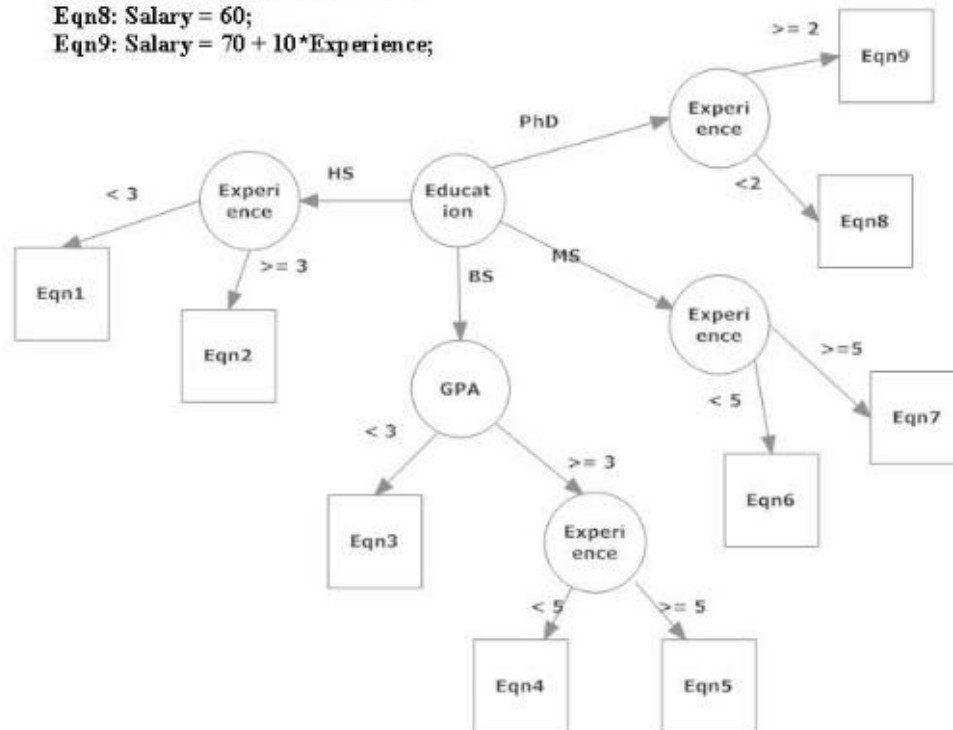 Eqn8: Salary = 60;
Eqn9: Salary = 70 + 10*Experience;
>= 2
Eqn9
PhD
Experi
ence
<2
Eqn8
HS
Educat
ion
< 3
Experi
ence
>= 3
Eqn1
Eqn2
BS
MS
Experi
ence
>=5
< 5
Eqn7
Eqn6
GPA
< 3
>= 3
Eqn3
Experi
ence
< 5
>= 5
Eqn4
Eqn5